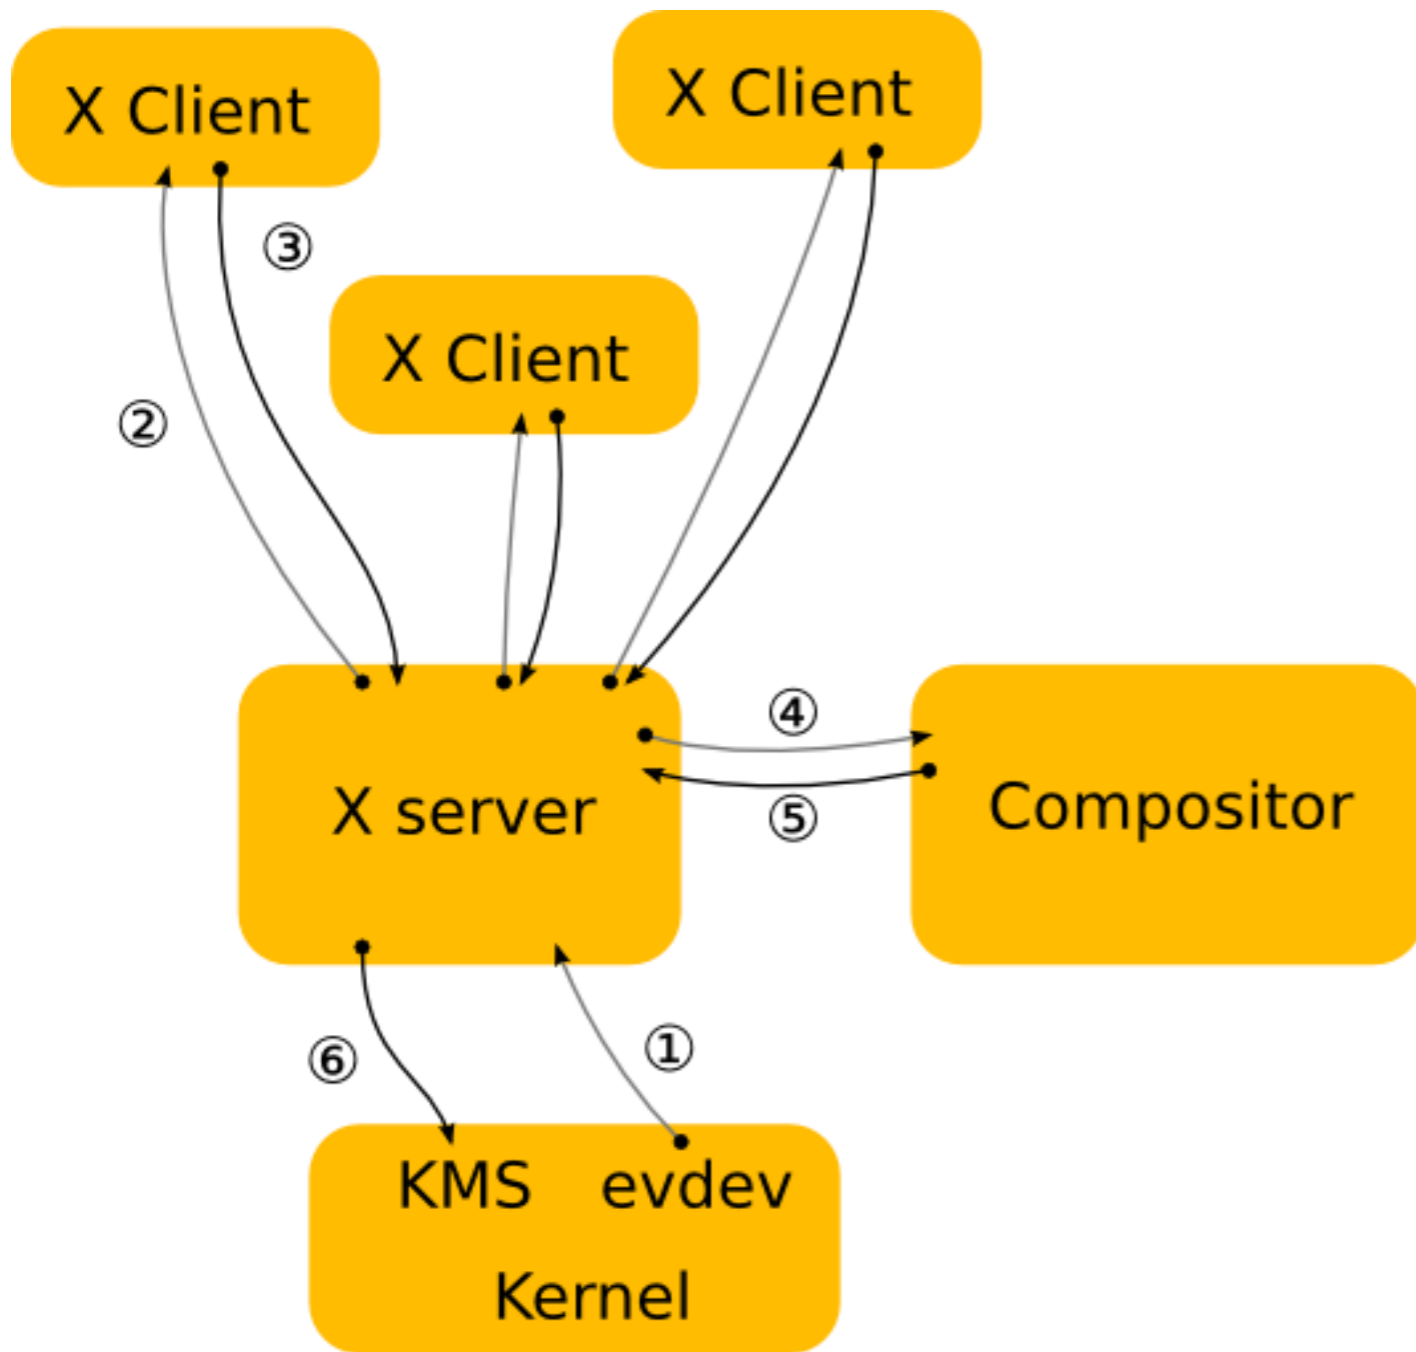 X Client
X Client
③
X Client
②
④
X server
Compositor
⑤
⑥
①
KMS evdev
Kernel